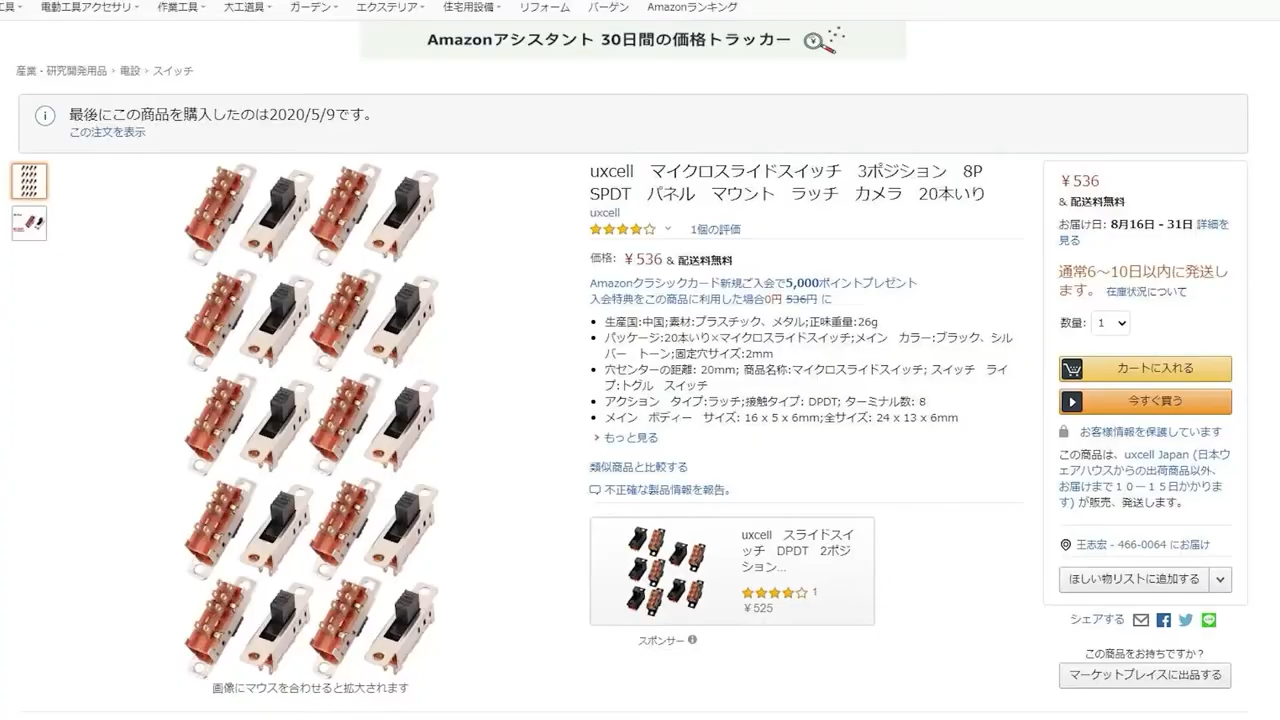 工具
電動工具アクセサリ
作業工具
大工道具
ガーデン
エクステリア
住宅用設備
リフォーム
バーゲン
Amazonランキング
Amazonアシスタント 30日間の価格トラッカー
産業・研究開発用品 › 電設 › スイッチ
最後にこの商品を購入したのは2020/5/9です。
この注文を表示
uxcell マイクロスライドスイッチ 3ポジション 8P
SPDT パネル マウント ラッチ カメラ 20本いり
uxcell
1個の評価
価格: ¥536 & 配送料無料
Amazonクラシックカード新規ご入会で5,000ポイントプレゼント
入会特典をこの商品に利用した場合0円 536円 に
生産国:中国;素材:プラスチック、メタル;正味重量:26g
パッケージ:20本いり×マイクロスライドスイッチ;メイン カラー:ブラック、シル
バー トーン;固定穴サイズ:2mm
穴センターの距離: 20mm; 商品名称:マイクロスライドスイッチ; スイッチ ライ
プ:トグル スイッチ
アクション タイプ:ラッチ;接触タイプ: DPDT; ターミナル数: 8
メイン ボディー サイズ: 16 x 5 x 6mm;全サイズ: 24 x 13 x 6mm
› もっと見る
類似商品と比較する
不正確な製品情報を報告。
uxcell スライドスイ
ッチ DPDT 2ポジ
ション...
1
¥525
スポンサー
画像にマウスを合わせると拡大されます
¥536
& 配送料無料
お届け日: 8月16日 - 31日 詳細を
見る
通常6～10日以内に発送し
ます。 在庫状況について
数量: 1
カートに入れる
今すぐ買う
お客様情報を保護しています
この商品は、uxcell Japan (日本ウ
ェアハウスからの出荷商品以外、
お届けまで１０－１５日かかりま
す) が販売、発送します。
王志宏 - 466-0064 にお届け
ほしい物リストに追加する
シェアする
この商品をお持ちですか？
マーケットプレイスに出品する